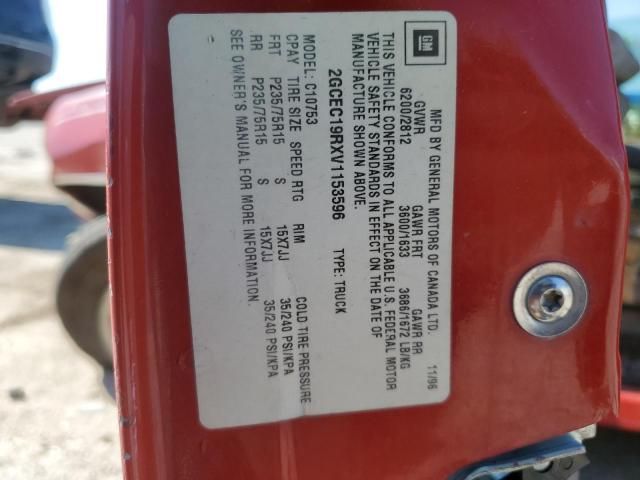 GM
MFD BY GENERAL MOTORS OF CANADA LTD.
11/96
GVWR GAWR FRT GAWR RR
6200/2812 3600/1633 3686/1672 LB/KG
THIS VEHICLE CONFORMS TO ALL APPLICABLE U.S. FEDERAL MOTOR
VEHICLE SAFETY STANDARDS IN EFFECT ON THE DATE OF
MANUFACTURE SHOWN ABOVE.
2GCEC19RXV1153596 TYPE: TRUCK
MODEL: C10753
CPAY TIRE SIZE SPEED RTG RIM COLD TIRE PRESSURE
FRT P235/75R15 S 15X7JJ 35/240 PSI/KPA
RR P235/75R15 S 15X7JJ 35/240 PSI/KPA
SEE OWNER'S MANUAL FOR MORE INFORMATION.